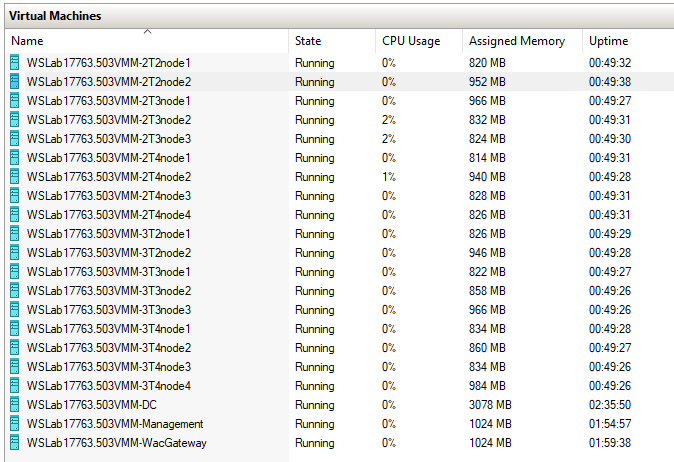 Virtual Machines
Name State CPU Usage Assigned Memory Uptime
WSLab17763.503VMM-2T2node1 Running 0% 820 MB 00:49:32
WSLab17763.503VMM-2T2node2 Running 0% 952 MB 00:49:38
WSLab17763.503VMM-2T3node1 Running 0% 966 MB 00:49:27
WSLab17763.503VMM-2T3node2 Running 2% 832 MB 00:49:31
WSLab17763.503VMM-2T3node3 Running 2% 824 MB 00:49:30
WSLab17763.503VMM-2T4node1 Running 0% 814 MB 00:49:31
WSLab17763.503VMM-2T4node2 Running 1% 940 MB 00:49:28
WSLab17763.503VMM-2T4node3 Running 0% 828 MB 00:49:31
WSLab17763.503VMM-2T4node4 Running 0% 826 MB 00:49:31
WSLab17763.503VMM-3T2node1 Running 0% 826 MB 00:49:29
WSLab17763.503VMM-3T2node2 Running 0% 946 MB 00:49:28
WSLab17763.503VMM-3T3node1 Running 0% 822 MB 00:49:27
WSLab17763.503VMM-3T3node2 Running 0% 858 MB 00:49:26
WSLab17763.503VMM-3T3node3 Running 0% 966 MB 00:49:26
WSLab17763.503VMM-3T4node1 Running 0% 834 MB 00:49:28
WSLab17763.503VMM-3T4node2 Running 0% 860 MB 00:49:27
WSLab17763.503VMM-3T4node3 Running 0% 834 MB 00:49:26
WSLab17763.503VMM-3T4node4 Running 0% 984 MB 00:49:26
WSLab17763.503VMM-DC Running 0% 3078 MB 02:35:50
WSLab17763.503VMM-Management Running 0% 1024 MB 01:54:57
WSLab17763.503VMM-WacGateway Running 0% 1024 MB 01:59:38